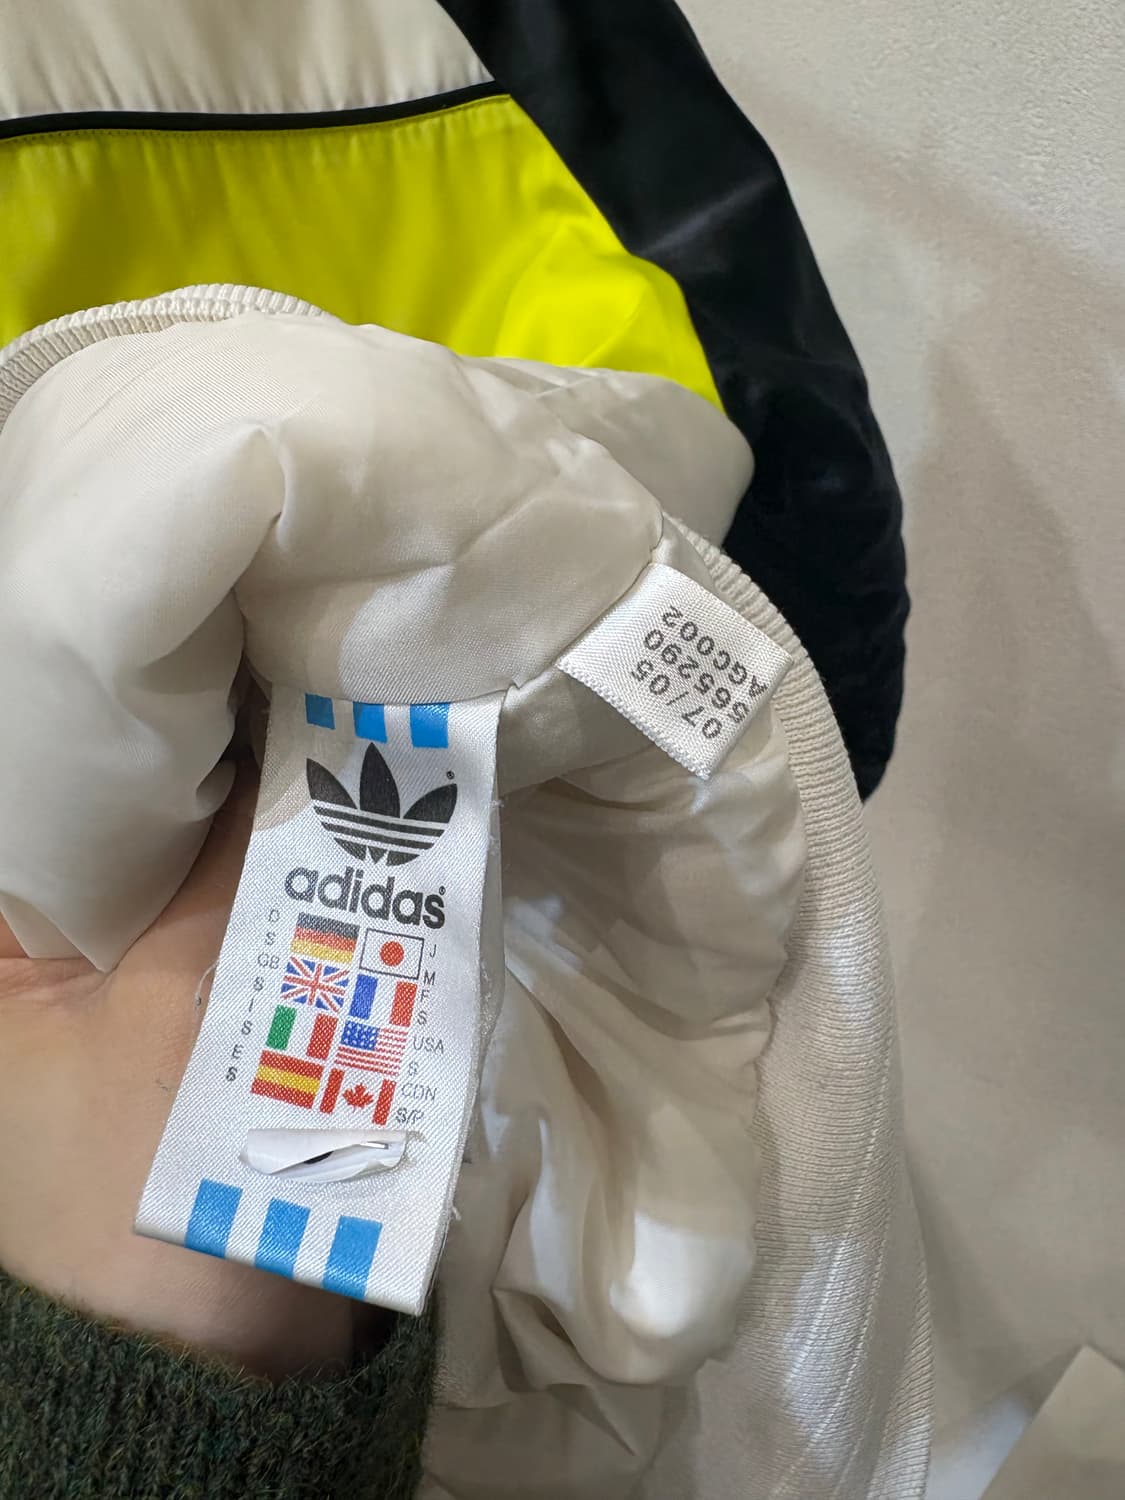 adidas®
D
S
GB
S
I
S
E
S
J
M
F
S
USA
S
CDN
S/P
07/05
565290
AGC002